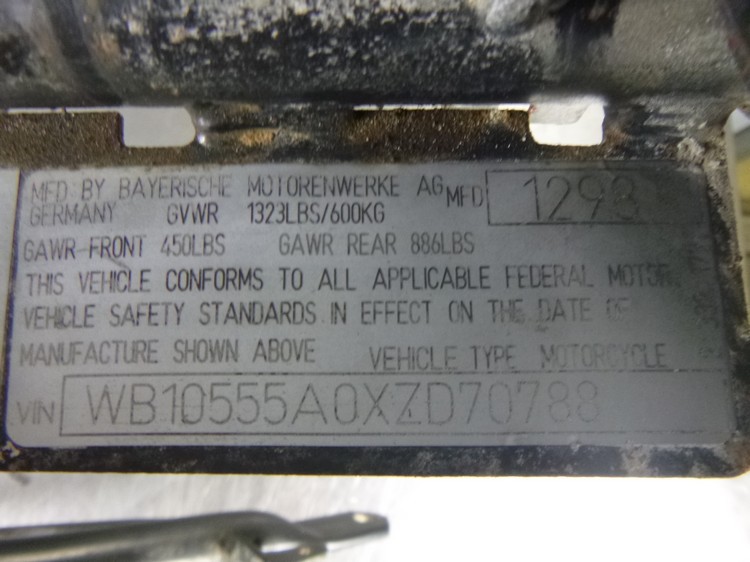 MFD BY BAYERISCHE MOTORENWERKE AG MFD 1298
GERMANY GVWR 1323LBS/600KG
GAWR-FRONT 450LBS GAWR REAR 886LBS
THIS VEHICLE CONFORMS TO ALL APPLICABLE FEDERAL MOTOR
VEHICLE SAFETY STANDARDS IN EFFECT ON THE DATE OF
MANUFACTURE SHOWN ABOVE VEHICLE TYPE MOTORCYCLE
VIN WB10555A0XZD70788